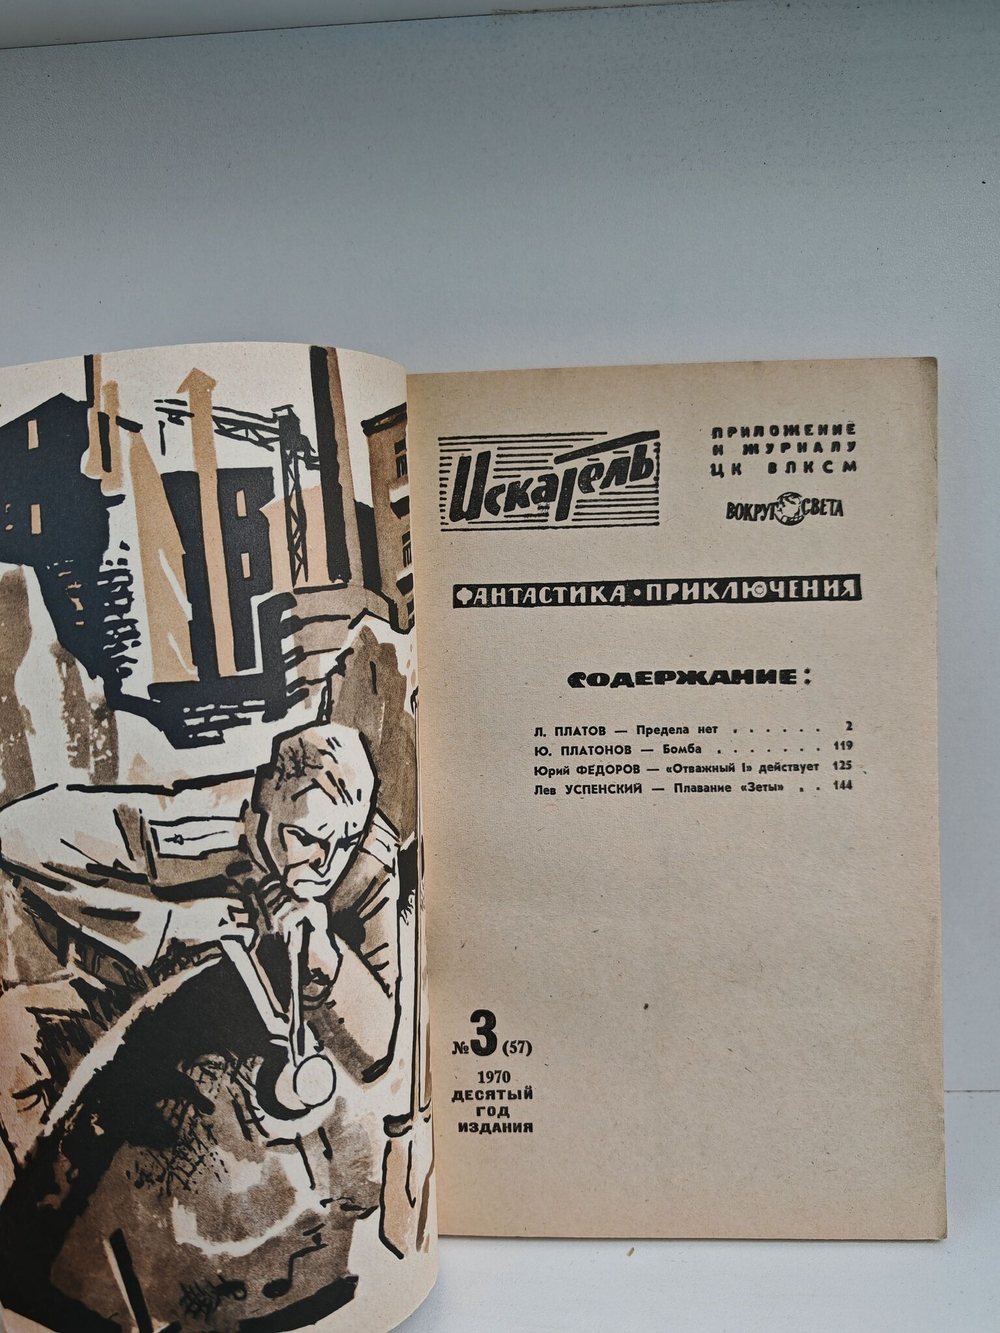 Искатель
ПРИЛОЖЕНИЕ
К ЖУРНАЛУ
ЦК ВЛКСМ
ВОКРУГ СВЕТА
ФАНТАСТИКА • ПРИКЛЮЧЕНИЯ
СОДЕРЖАНИЕ:
Л. ПЛАТОВ — Предела нет . . . . . . 2
Ю. ПЛАТОНОВ — Бомба . . . . . . . 119
Юрий ФЕДОРОВ — «Отважный I» действует 125
Лев УСПЕНСКИЙ — Плавание «Зеты» . . 144
№3 (57)
1970
ДЕСЯТЫЙ
ГОД
ИЗДАНИЯ